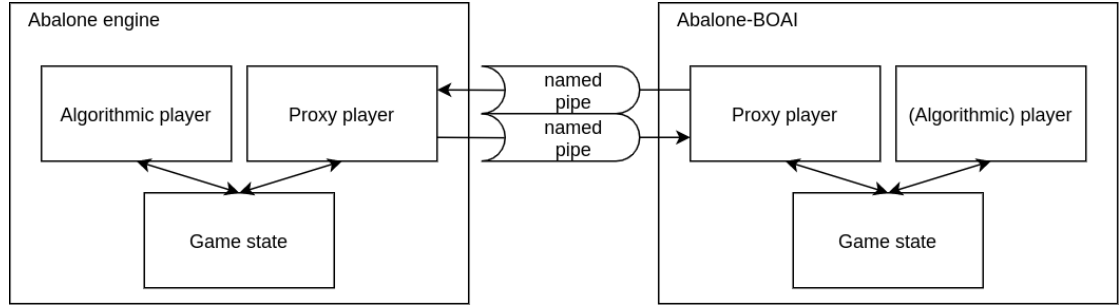 Abalone engine
Algorithmic player
Proxy player
Game state
named
pipe
named
pipe
Abalone-BOAI
Proxy player
(Algorithmic) player
Game state